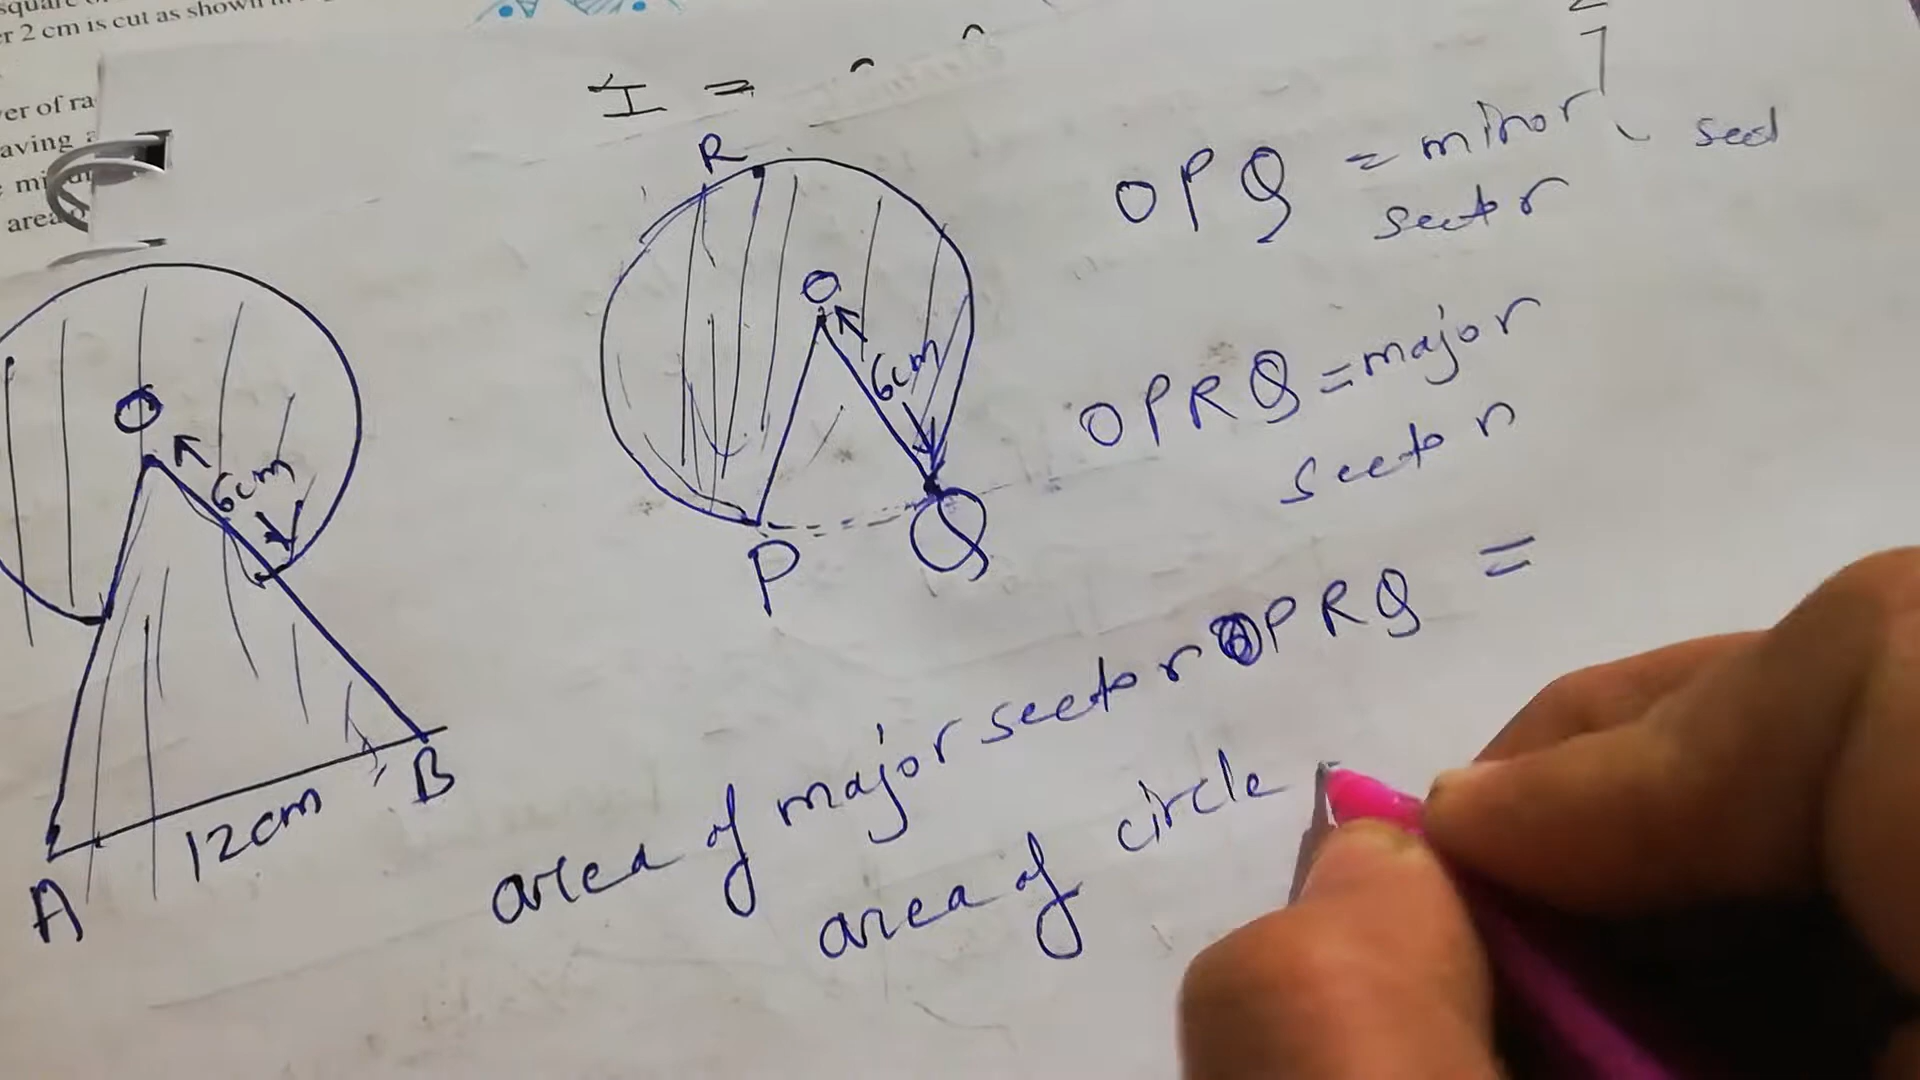 r 2 cm is cut as shown
er of ra
aving
area
I =
R
O
6cm
P
Q
O
6cm
A
12cm
B
OPQ = minor
sector
OPRQ = major
sector
area of major sector OPRQ =
area of circle